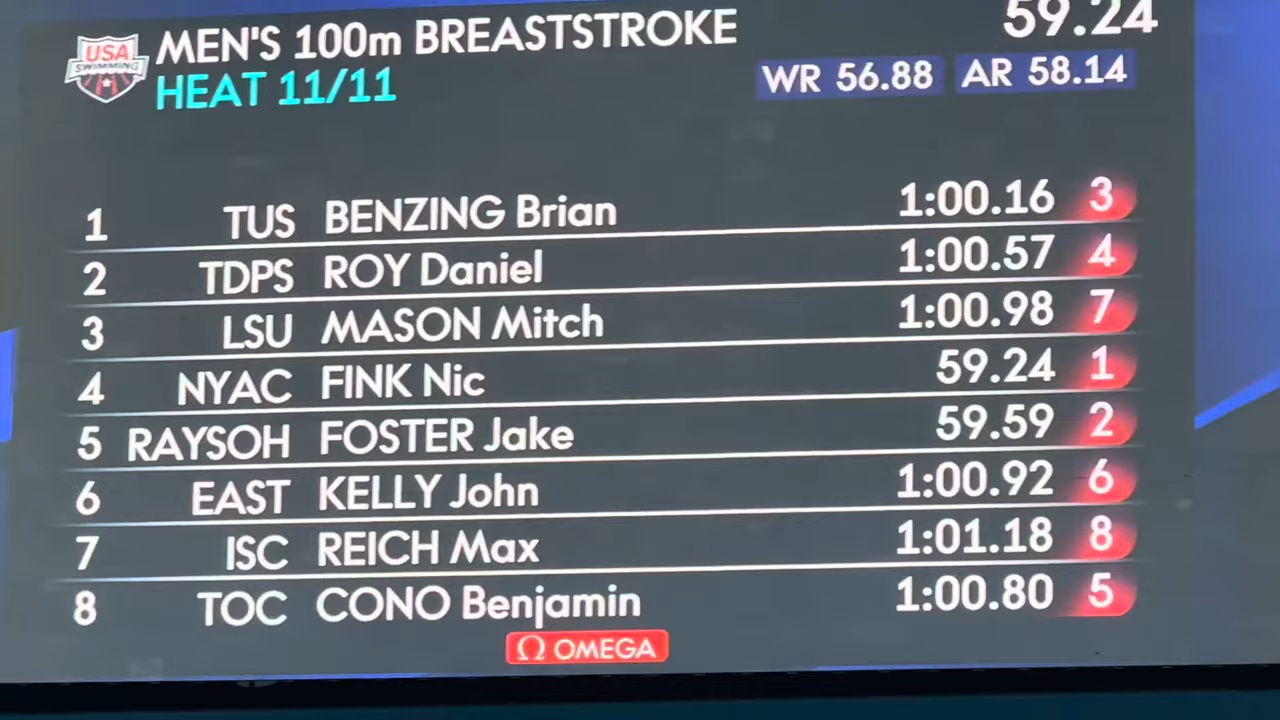 USA
SWIMMING
MEN'S 100m BREASTSTROKE
59.24
HEAT 11/11
WR 56.88 AR 58.14
1 TUS BENZING Brian 1:00.16 3
2 TDPS ROY Daniel 1:00.57 4
3 LSU MASON Mitch 1:00.98 7
4 NYAC FINK Nic 59.24 1
5 RAYSOH FOSTER Jake 59.59 2
6 EAST KELLY John 1:00.92 6
7 ISC REICH Max 1:01.18 8
8 TOC CONO Benjamin 1:00.80 5
Ω OMEGA